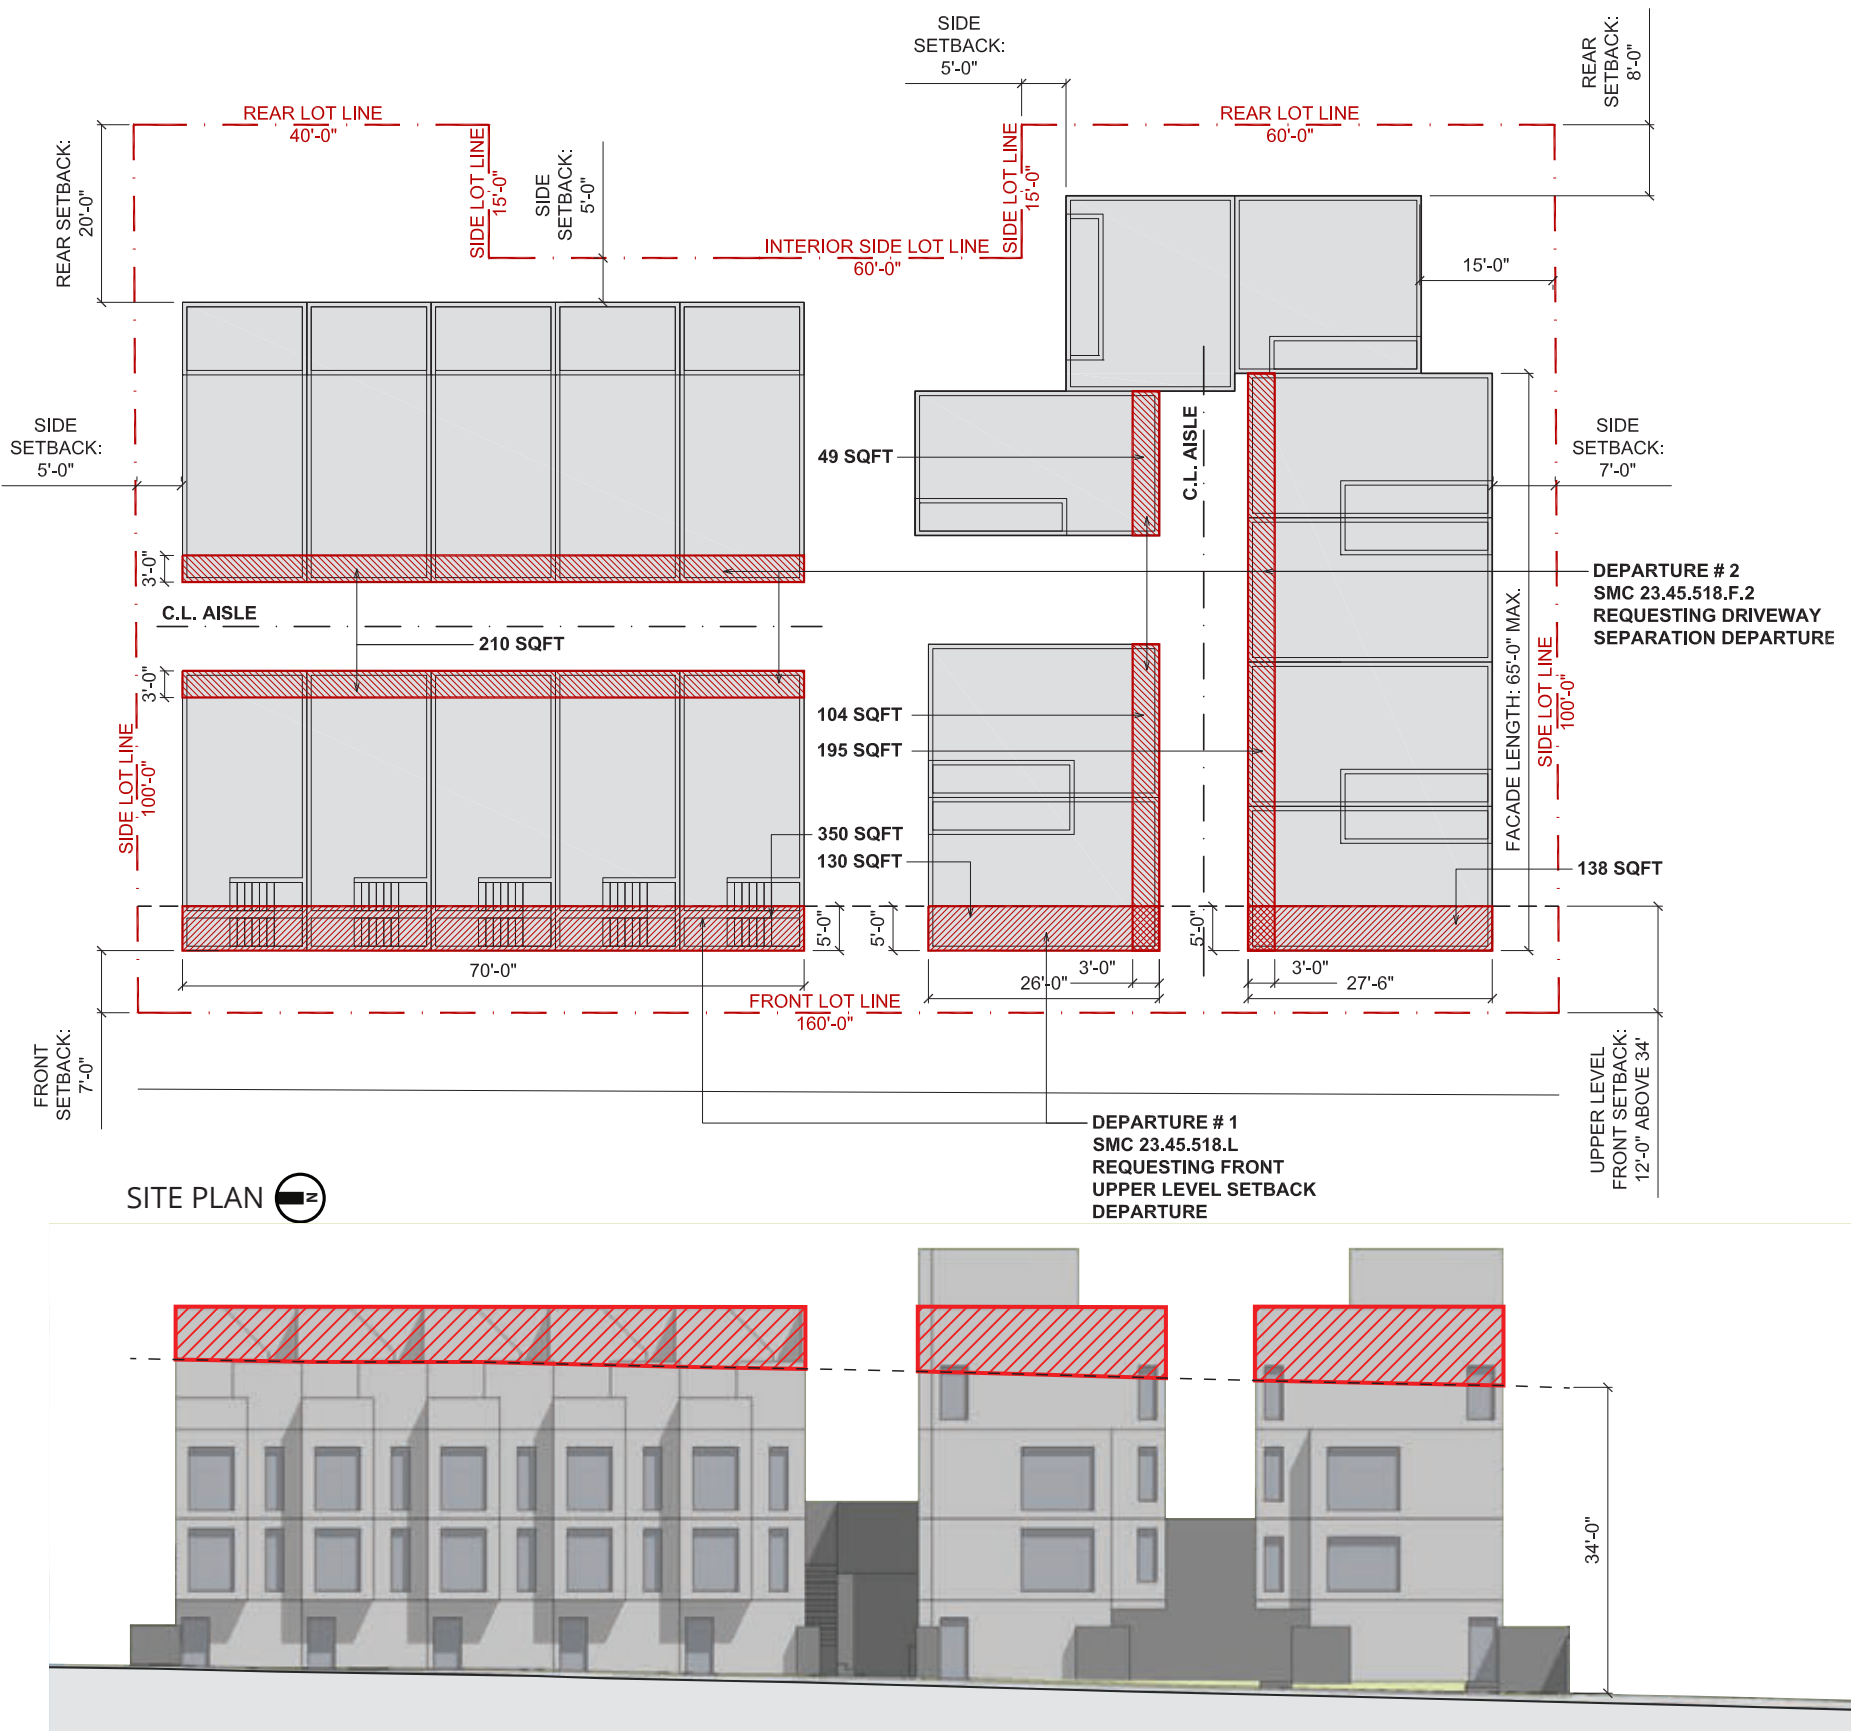 SIDE
SETBACK:
5'-0"
REAR
SETBACK:
8'-0"
REAR LOT LINE
40'-0"
REAR LOT LINE
60'-0"
REAR SETBACK:
20'-0"
SIDE LOT LINE
15'-0"
SIDE
SETBACK:
5'-0"
SIDE LOT LINE
15'-0"
INTERIOR SIDE LOT LINE
60'-0"
15'-0"
SIDE
SETBACK:
5'-0"
49 SQFT
C.L. AISLE
SIDE
SETBACK:
7'-0"
3'-0"
C.L. AISLE
210 SQFT
3'-0"
DEPARTURE # 2
SMC 23.45.518.F.2
REQUESTING DRIVEWAY
SEPARATION DEPARTURE
FACADE LENGTH: 65'-0" MAX.
SIDE LOT LINE
100'-0"
SIDE LOT LINE
100'-0"
104 SQFT
195 SQFT
350 SQFT
130 SQFT
138 SQFT
5'-0"
5'-0"
5'-0"
70'-0"
3'-0"
26'-0"
3'-0"
27'-6"
FRONT LOT LINE
160'-0"
FRONT
SETBACK:
7'-0"
UPPER LEVEL
FRONT SETBACK:
12'-0" ABOVE 34'
DEPARTURE # 1
SMC 23.45.518.L
REQUESTING FRONT
UPPER LEVEL SETBACK
DEPARTURE
SITE PLAN
N
34'-0"